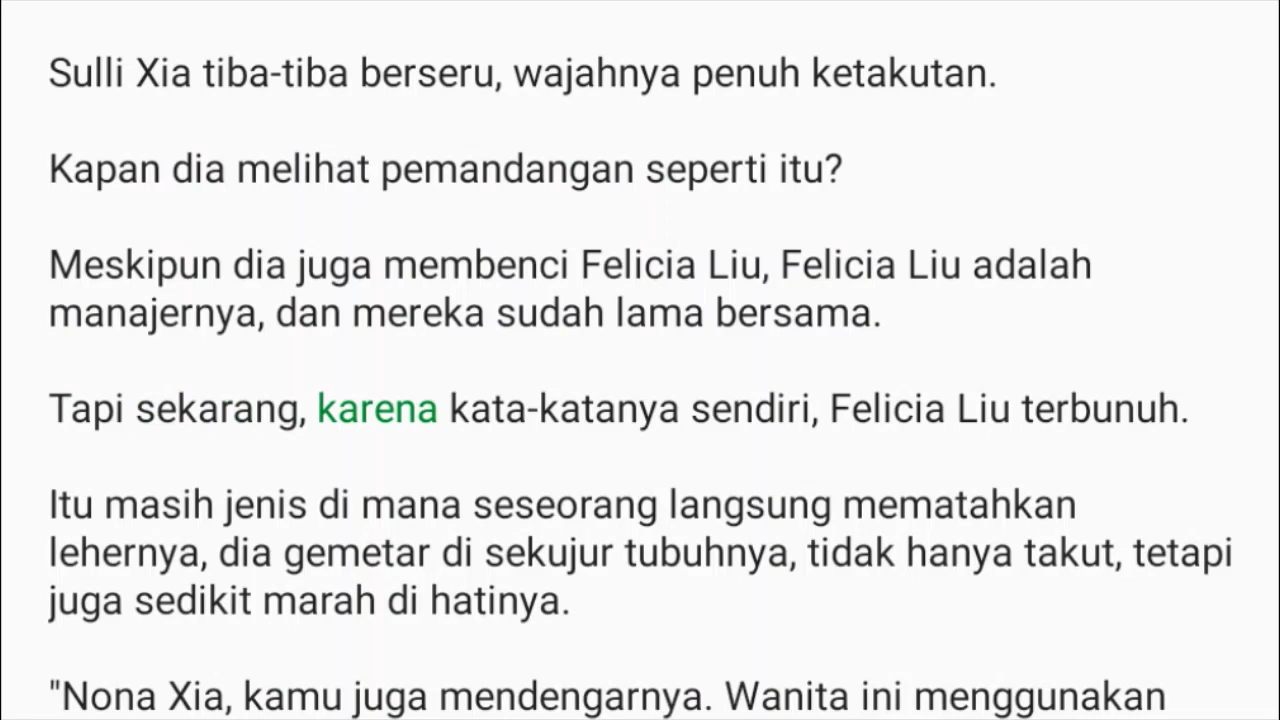 Sulli Xia tiba-tiba berseru, wajahnya penuh ketakutan.
Kapan dia melihat pemandangan seperti itu?
Meskipun dia juga membenci Felicia Liu, Felicia Liu adalah
manajernya, dan mereka sudah lama bersama.
Tapi sekarang, karena kata-katanya sendiri, Felicia Liu terbunuh.
Itu masih jenis di mana seseorang langsung mematahkan
lehernya, dia gemetar di sekujur tubuhnya, tidak hanya takut, tetapi
juga sedikit marah di hatinya.
"Nona Xia, kamu juga mendengarnya. Wanita ini menggunakan